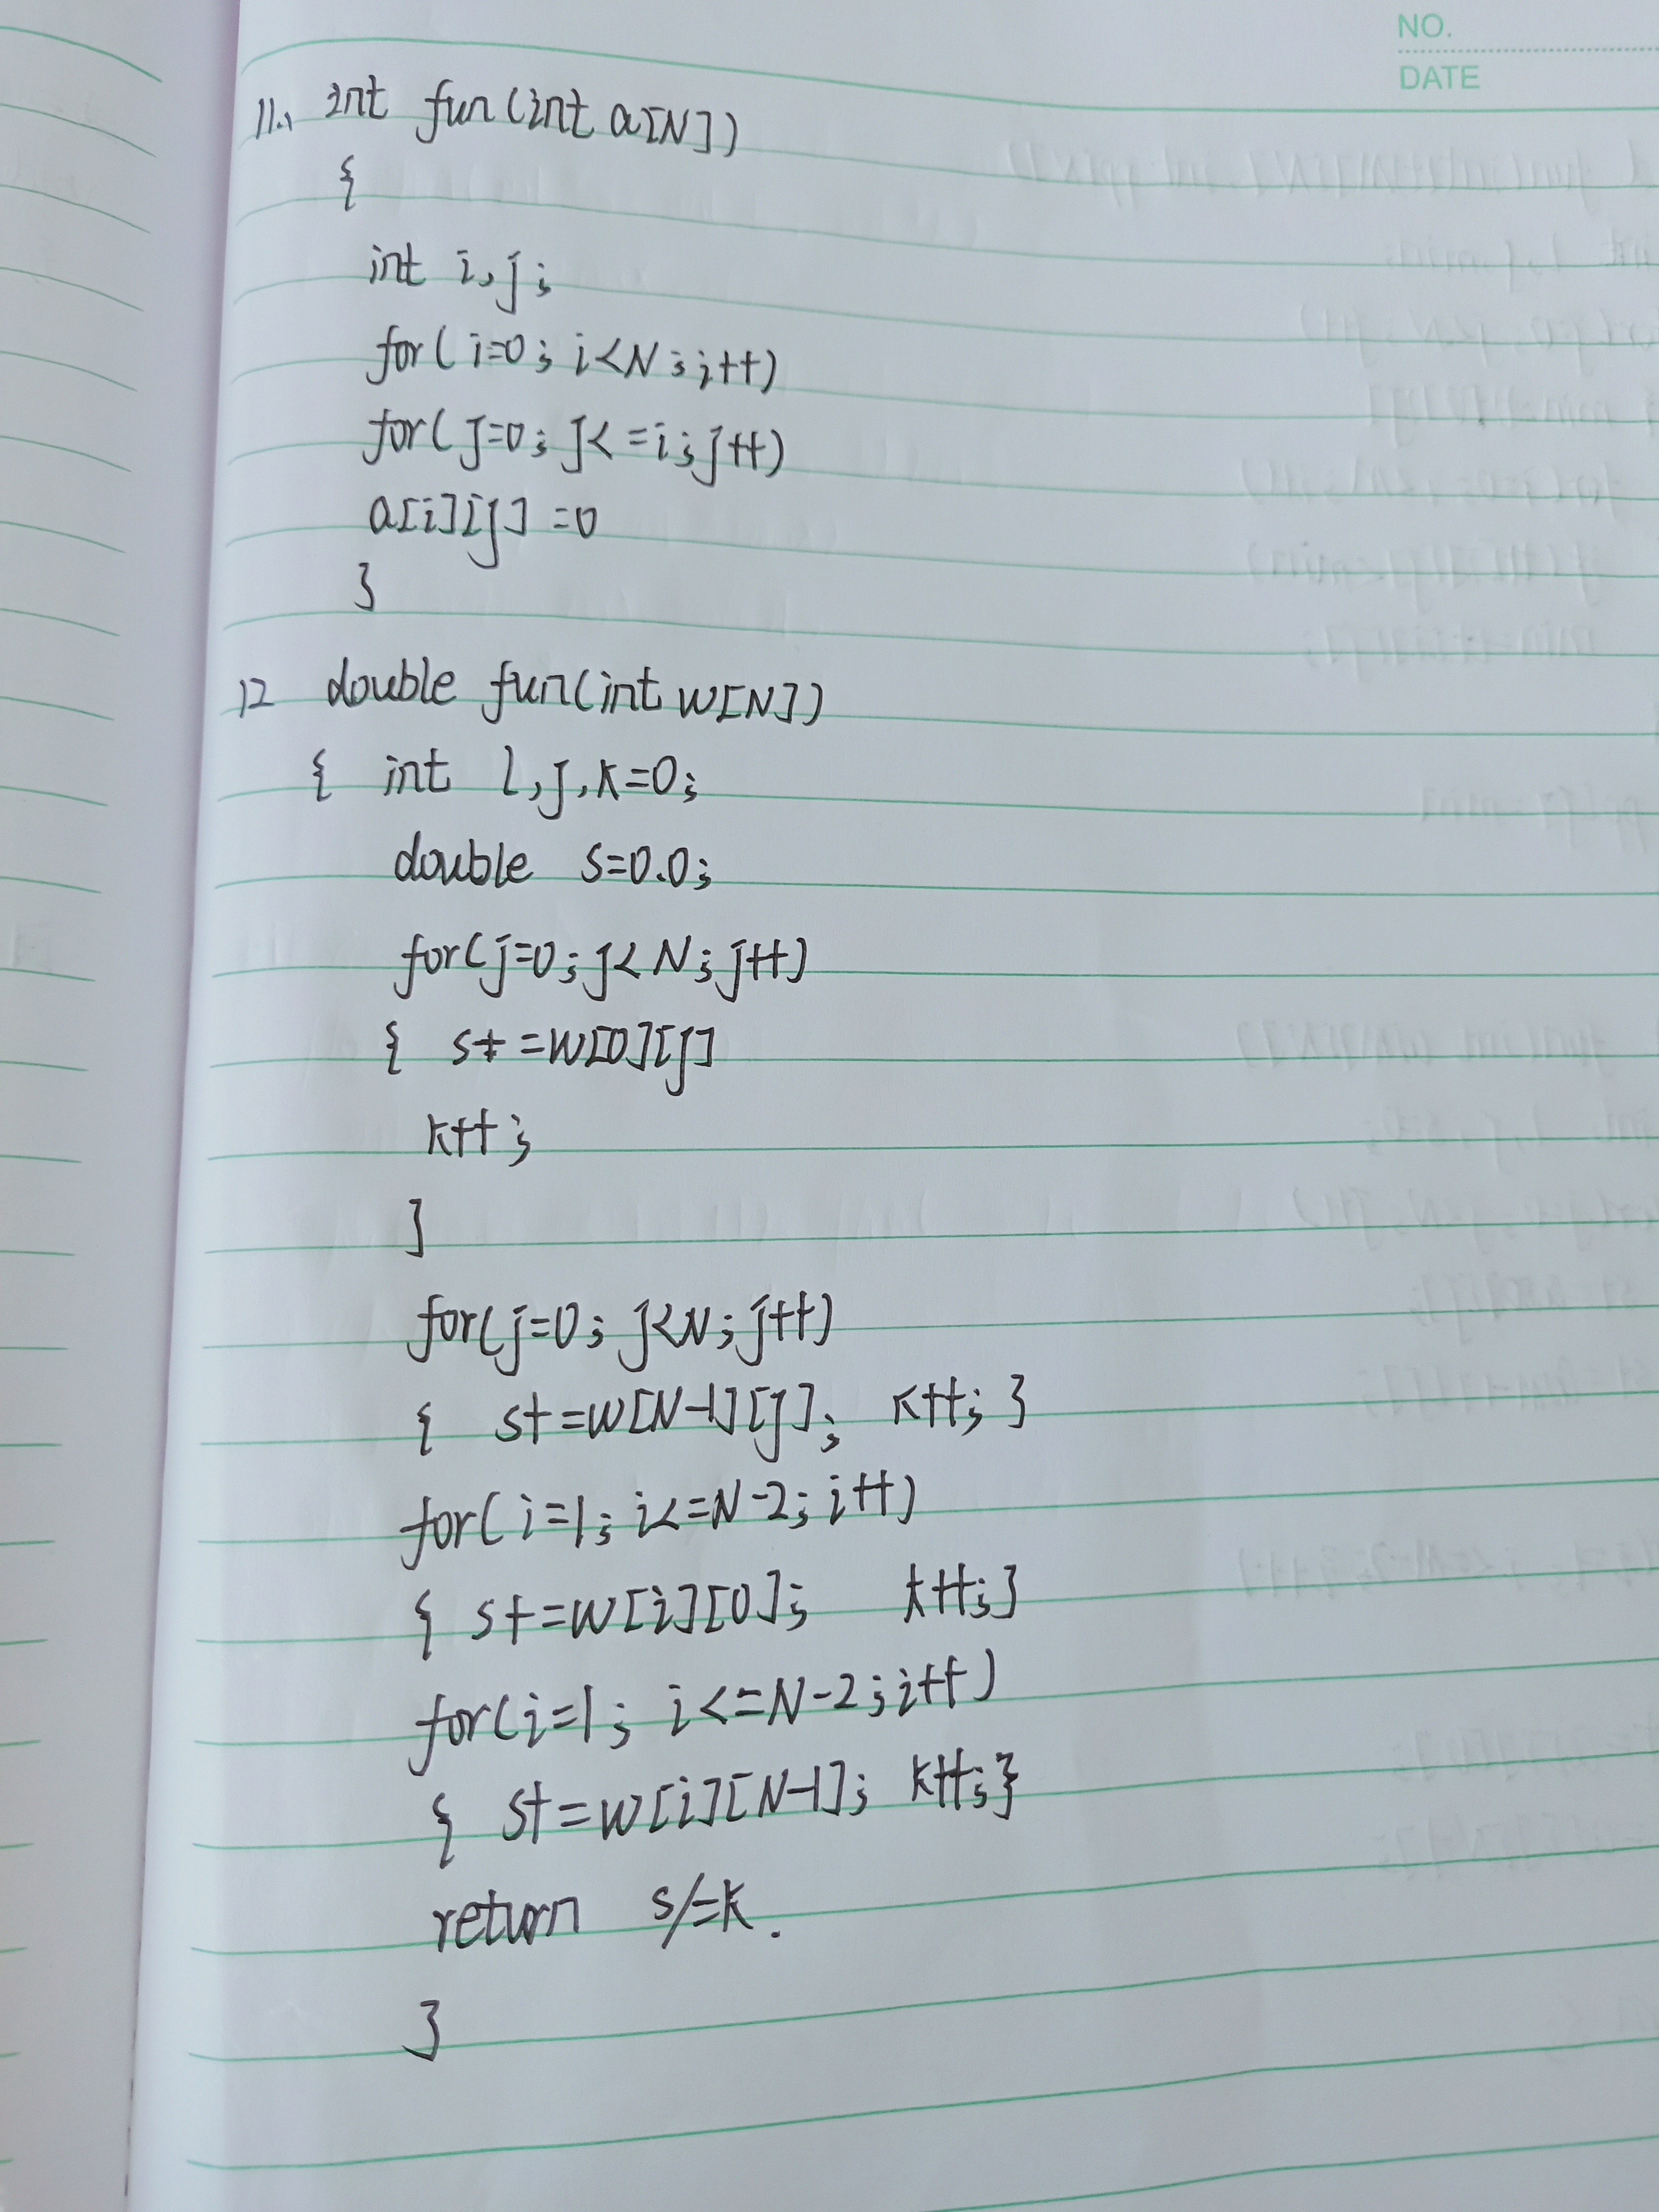 NO.
DATE
11. int fun(int a[N])
{
int i,j;
for(i=0;i<N;i++)
for(j=0;j<=i;j++)
a[i][j]=0
}
12 double fun(int w[N])
{ int i,j,k=0;
double s=0.0;
for(j=0;j<N;j++)
{ s+=w[0][j]
k++;
}
for(j=0;j<N;j++)
{ s+=w[N-1][j]; k++;}
for(i=1;i<=N-2;i++)
{ s+=w[i][0]; k++;}
for(i=1;i<=N-2;i++)
{ s+=w[i][N-1]; k++;}
return s/=k.
}